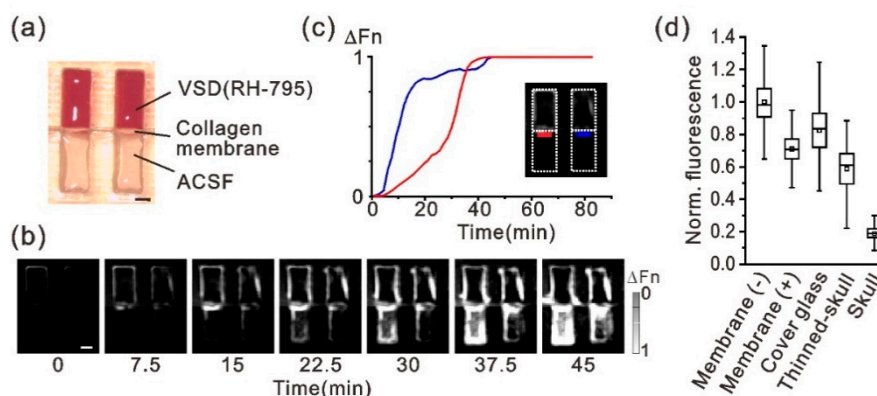 (a)
VSD(RH-795)
Collagen
membrane
ACSF
(b)
ΔFn
0
1
0 7.5 15 22.5 30 37.5 45
Time(min)
(c)
ΔFn
1
0
0 20 40 60 80
Time(min)
(d)
Norm. fluorescence
1.4
1.2
1.0
0.8
0.6
0.4
0.2
0.0
Membrane (-)
Membrane (+)
Cover glass
Thinned-skull
Skull